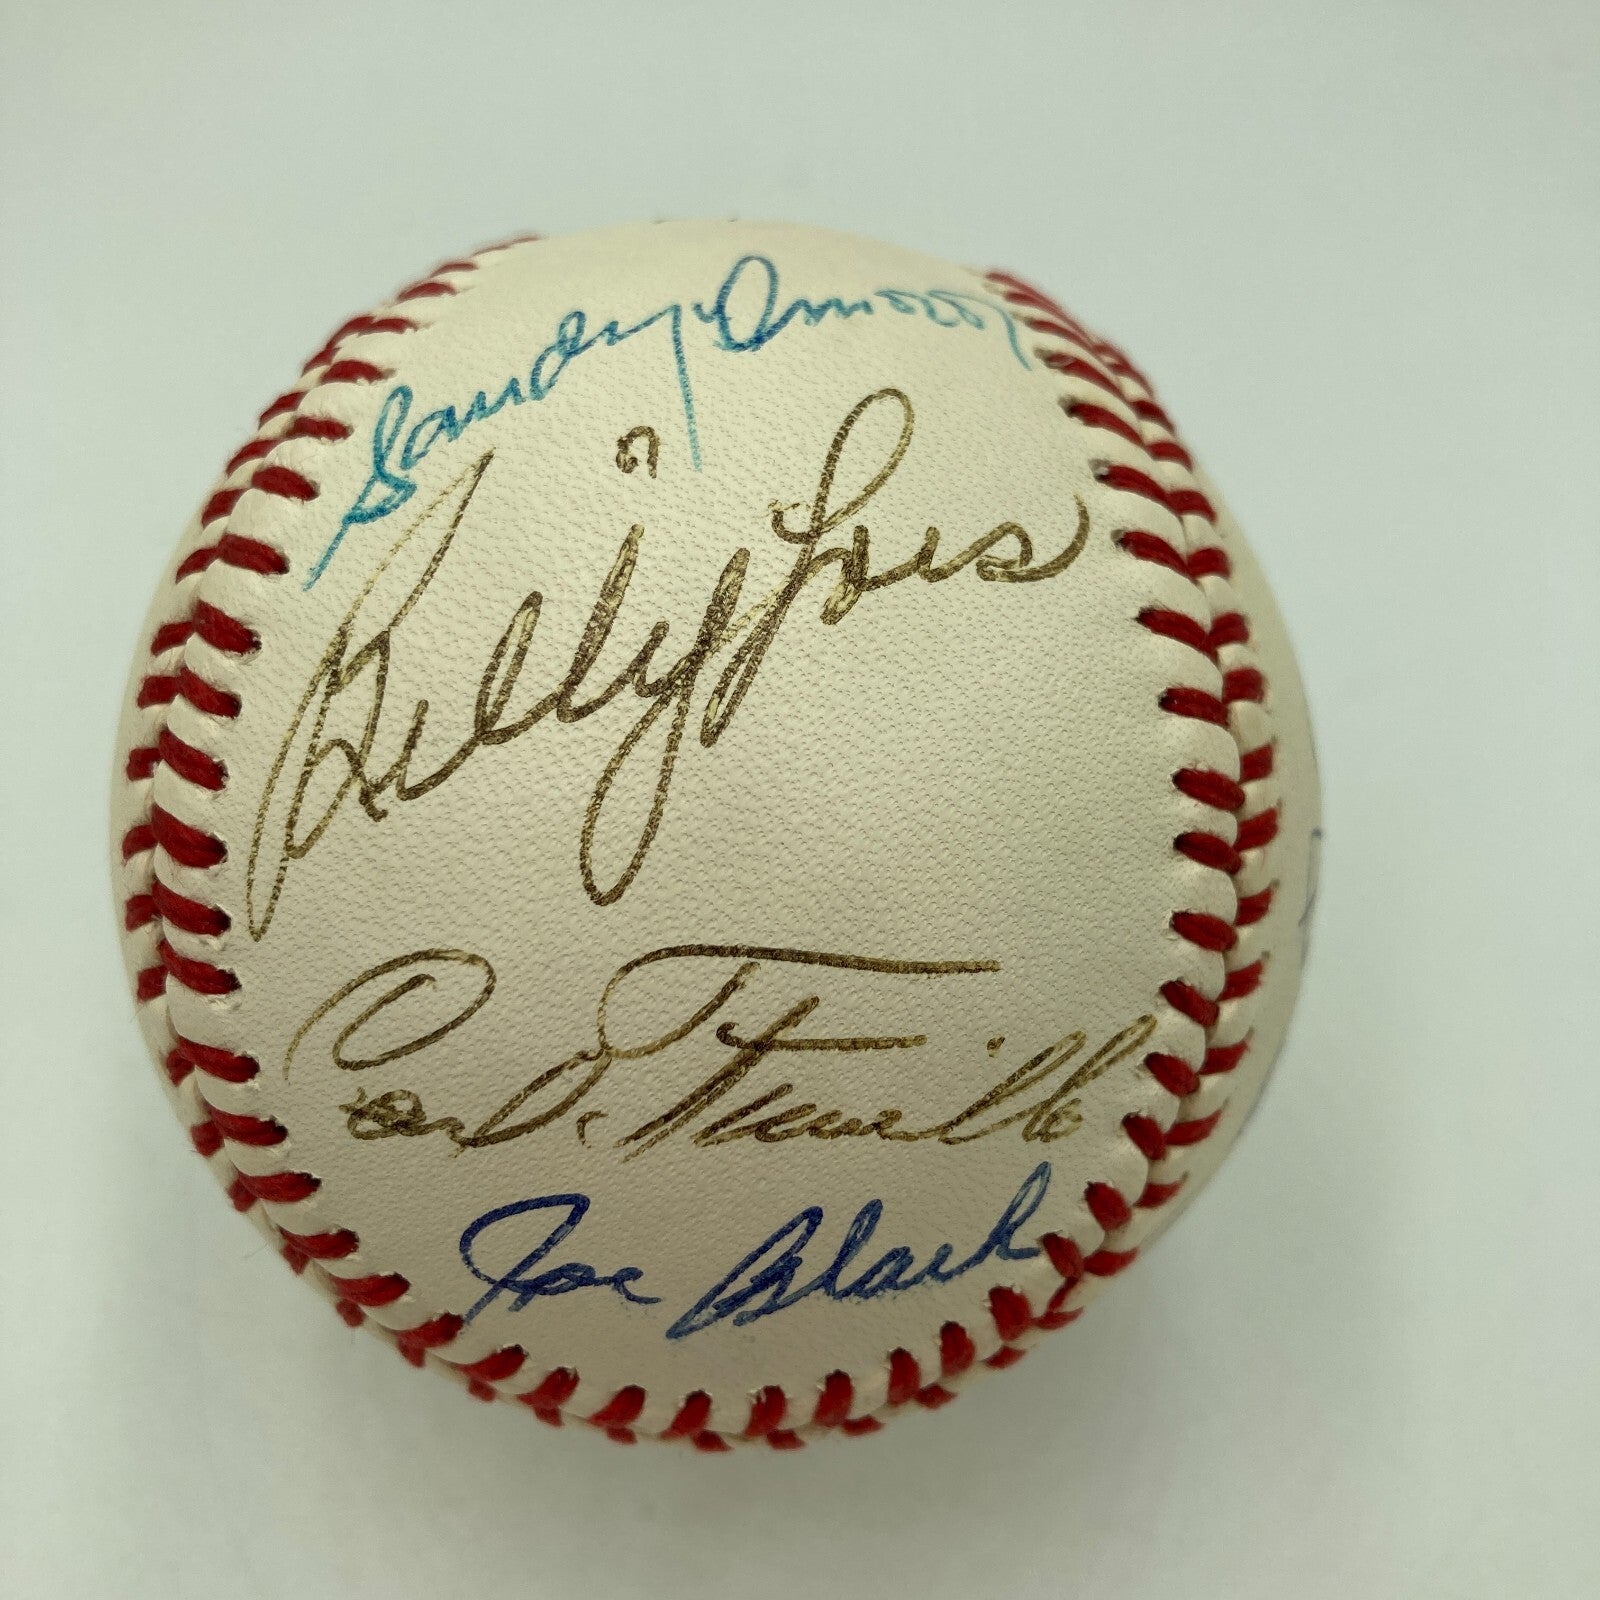 Sandy Amoros
Billy Loes
Carl Furillo
Joe Black